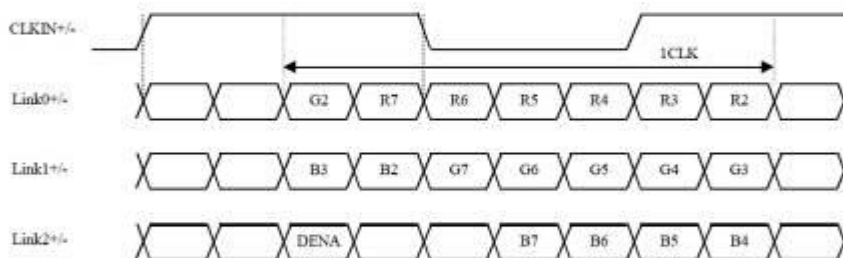 CLKIN+/-
1CLK
Link0+/- G2 R7 R6 R5 R4 R3 R2
Link1+/- B3 B2 G7 G6 G5 G4 G3
Link2+/- DENA B7 B6 B5 B4